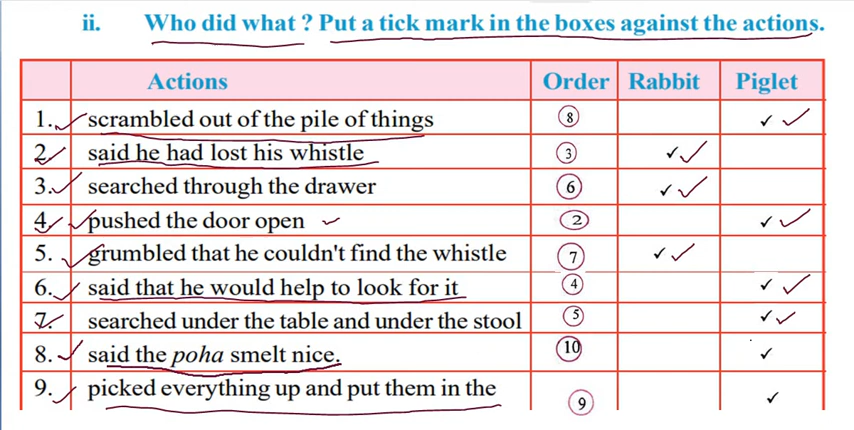 ii. Who did what ? Put a tick mark in the boxes against the actions.
Actions Order Rabbit Piglet
1. scrambled out of the pile of things 8 ✓ ✓
2. said he had lost his whistle 3 ✓ ✓
3. searched through the drawer 6 ✓ ✓
4. pushed the door open 2 ✓ ✓
5. grumbled that he couldn't find the whistle 7 ✓ ✓
6. said that he would help to look for it 4 ✓ ✓
7. searched under the table and under the stool 5 ✓ ✓
8. said the poha smelt nice. 10 ✓
9. picked everything up and put them in the 9 ✓